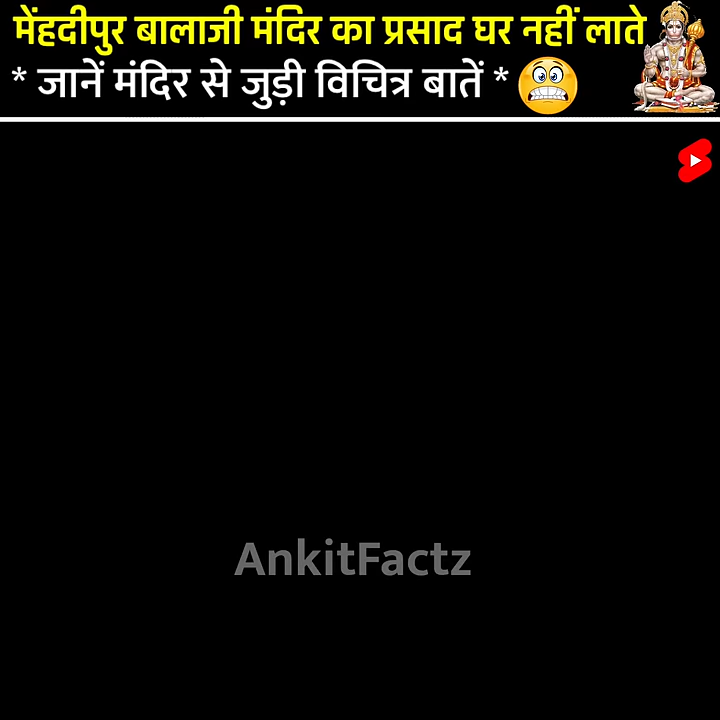 मेंहदीपुर बालाजी मंदिर का प्रसाद घर नहीं लाते
* जानें मंदिर से जुड़ी विचित्र बातें *
AnkitFactz